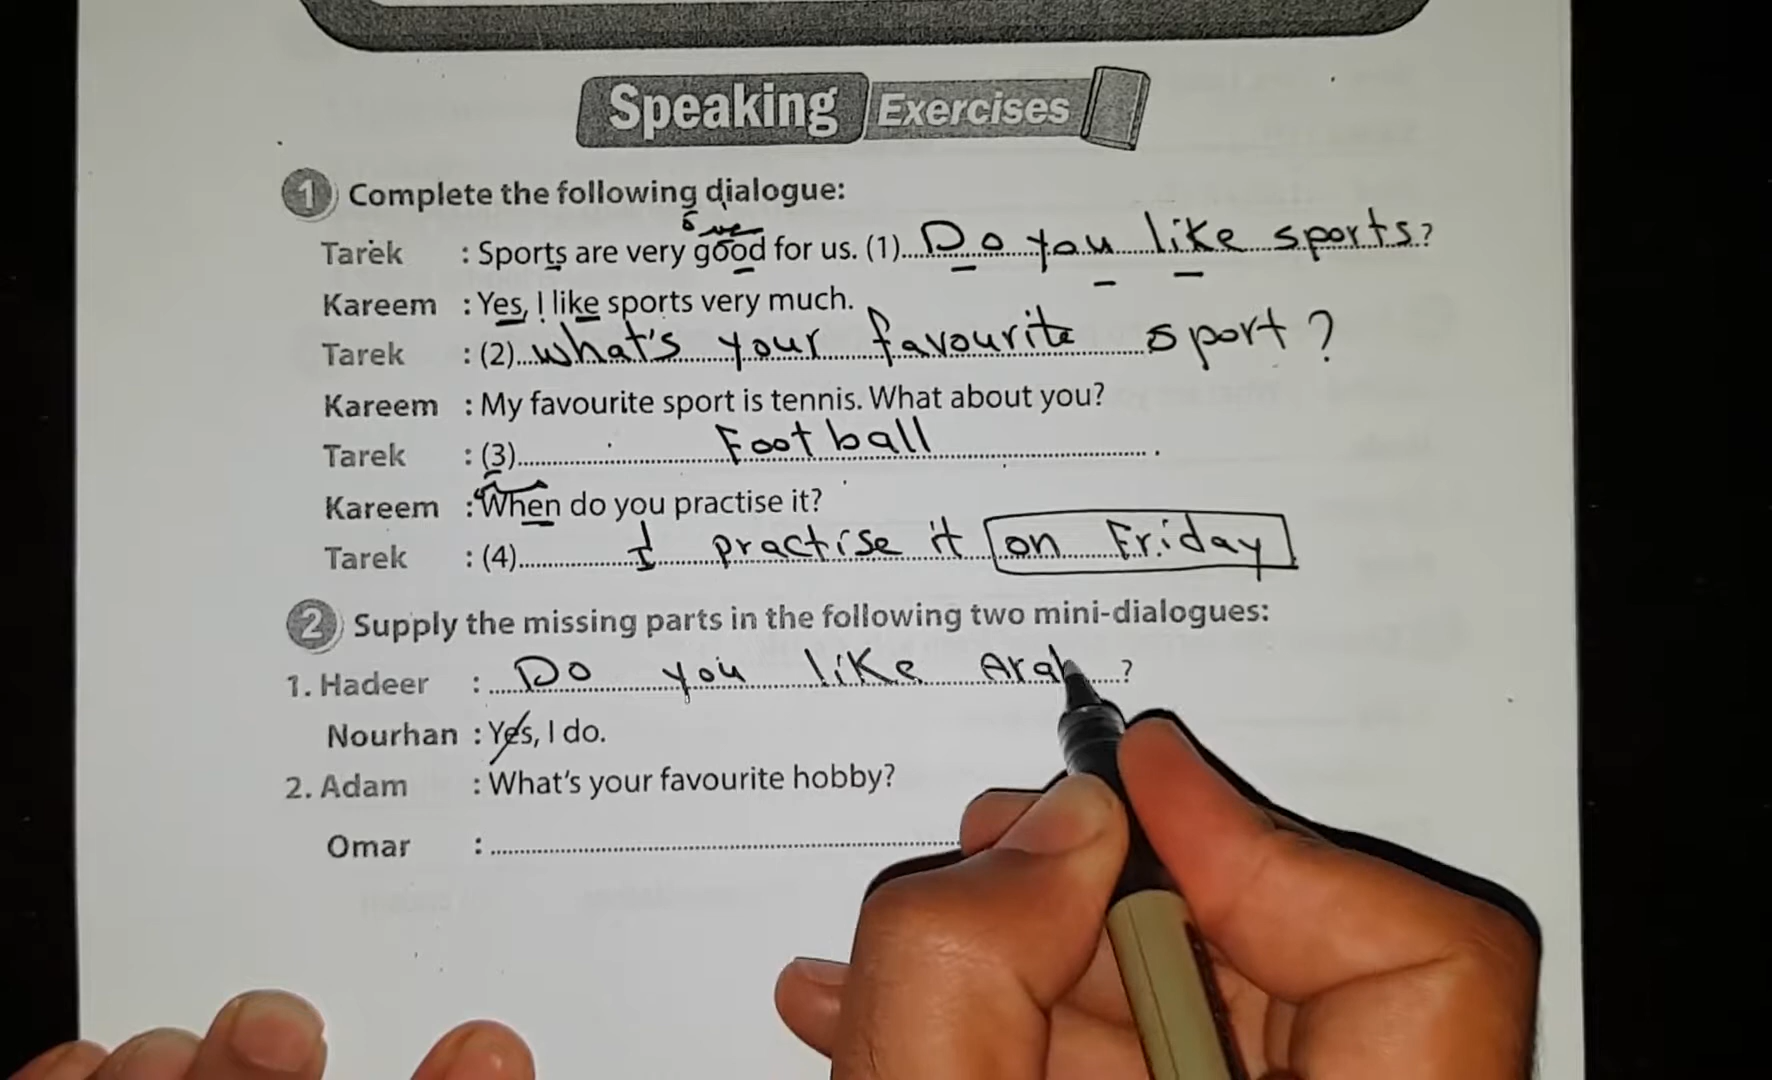 Speaking Exercises
1 Complete the following dialogue:
Tarek : Sports are very good for us. (1) Do you like sports?
Kareem : Yes, I like sports very much.
Tarek : (2) what's your favourite sport?
Kareem : My favourite sport is tennis. What about you?
Tarek : (3) Football.
Kareem : When do you practise it?
Tarek : (4) I practise it on Friday
2 Supply the missing parts in the following two mini-dialogues:
1. Hadeer : Do you like Arab ?
Nourhan : Yes, I do.
2. Adam : What's your favourite hobby?
Omar :